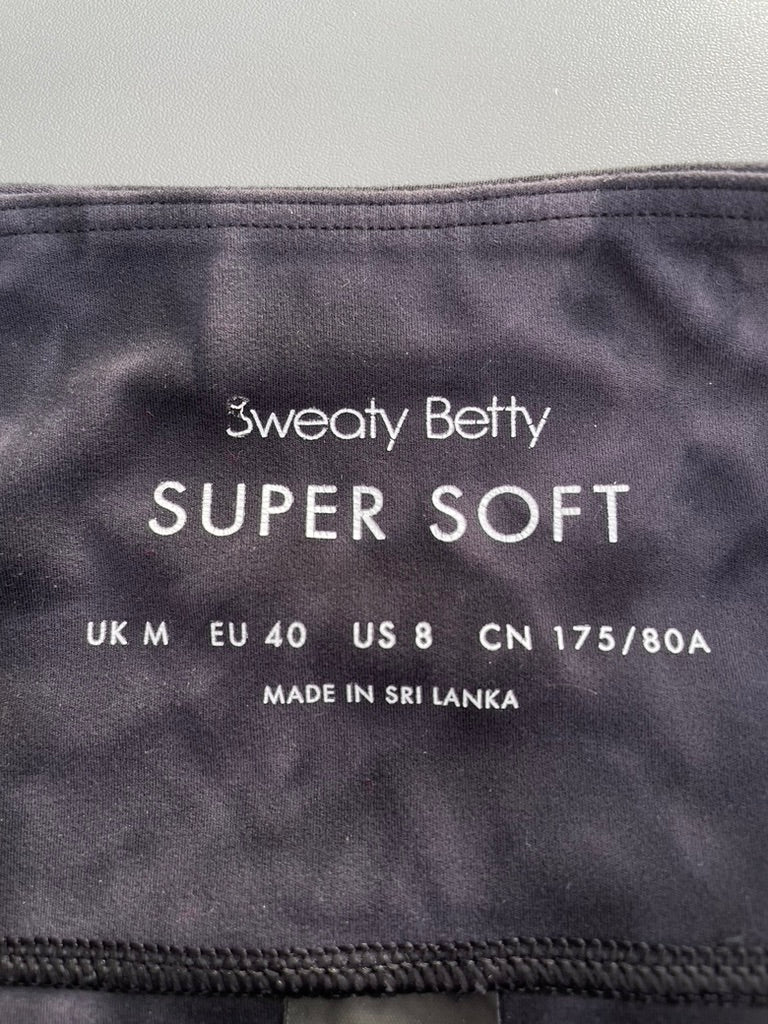 Sweaty Betty
SUPER SOFT
UK M EU 40 US 8 CN 175/80A
MADE IN SRI LANKA